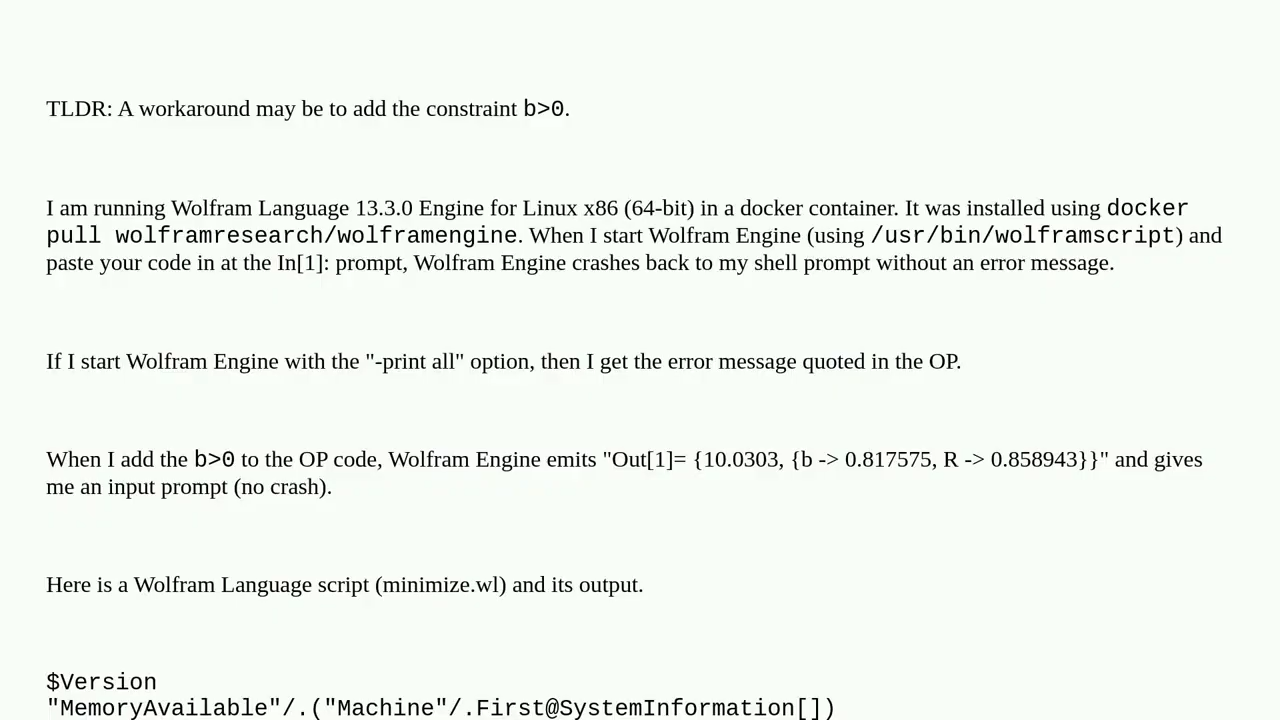 TLDR: A workaround may be to add the constraint b>0.
I am running Wolfram Language 13.3.0 Engine for Linux x86 (64-bit) in a docker container. It was installed using docker
pull wolframresearch/wolframengine. When I start Wolfram Engine (using /usr/bin/wolframscript) and
paste your code in at the In[1]: prompt, Wolfram Engine crashes back to my shell prompt without an error message.
If I start Wolfram Engine with the "-print all" option, then I get the error message quoted in the OP.
When I add the b>0 to the OP code, Wolfram Engine emits "Out[1]= {10.0303, {b -> 0.817575, R -> 0.858943}}" and gives
me an input prompt (no crash).
Here is a Wolfram Language script (minimize.wl) and its output.
$Version
"MemoryAvailable"/.("Machine"/.First@SystemInformation[])